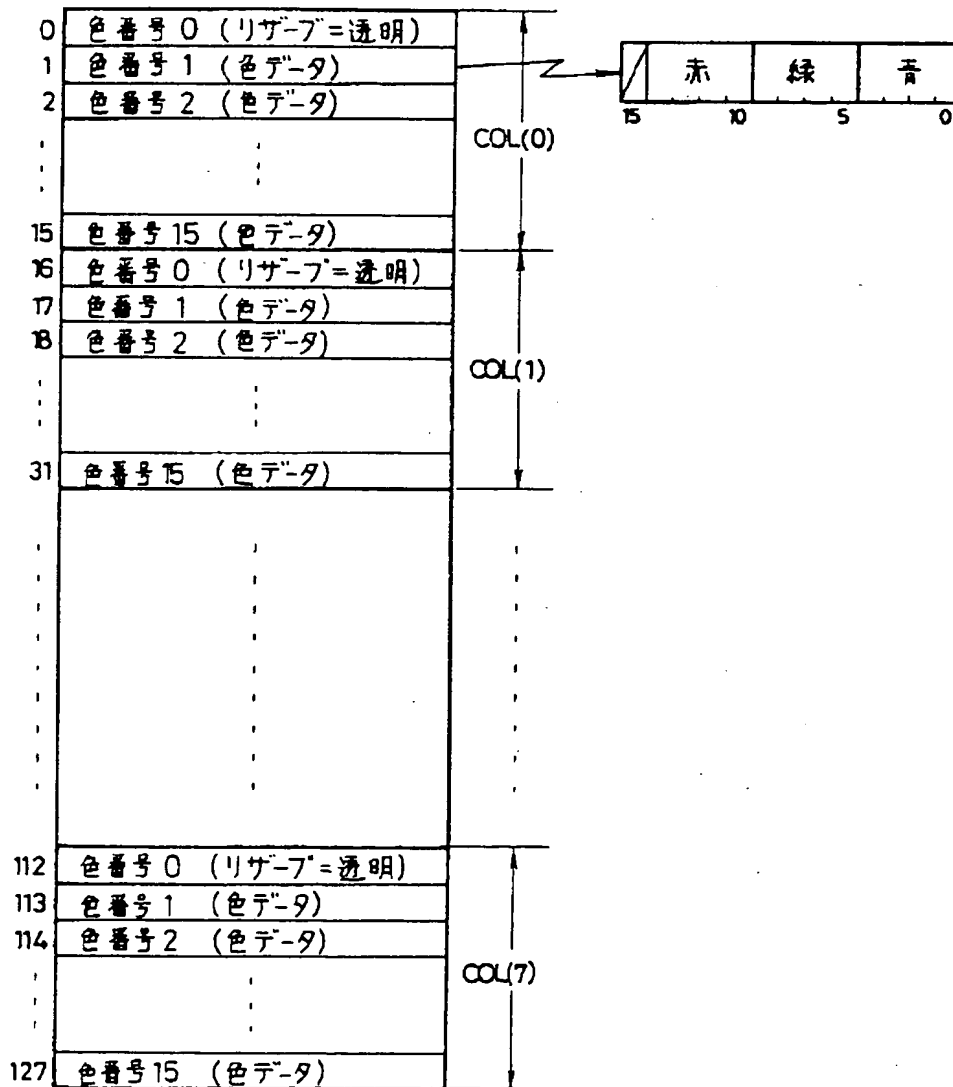 0 色番号 0 (リザーブ=透明)
1 色番号 1 (色データ)
2 色番号 2 (色データ)
COL(0)
15 色番号 15 (色データ)
赤 緑 青
15 10 5 0
16 色番号 0 (リザーブ=透明)
17 色番号 1 (色データ)
18 色番号 2 (色データ)
COL(1)
31 色番号 15 (色データ)
112 色番号 0 (リザーブ=透明)
113 色番号 1 (色データ)
114 色番号 2 (色データ)
COL(7)
127 色番号 15 (色データ)